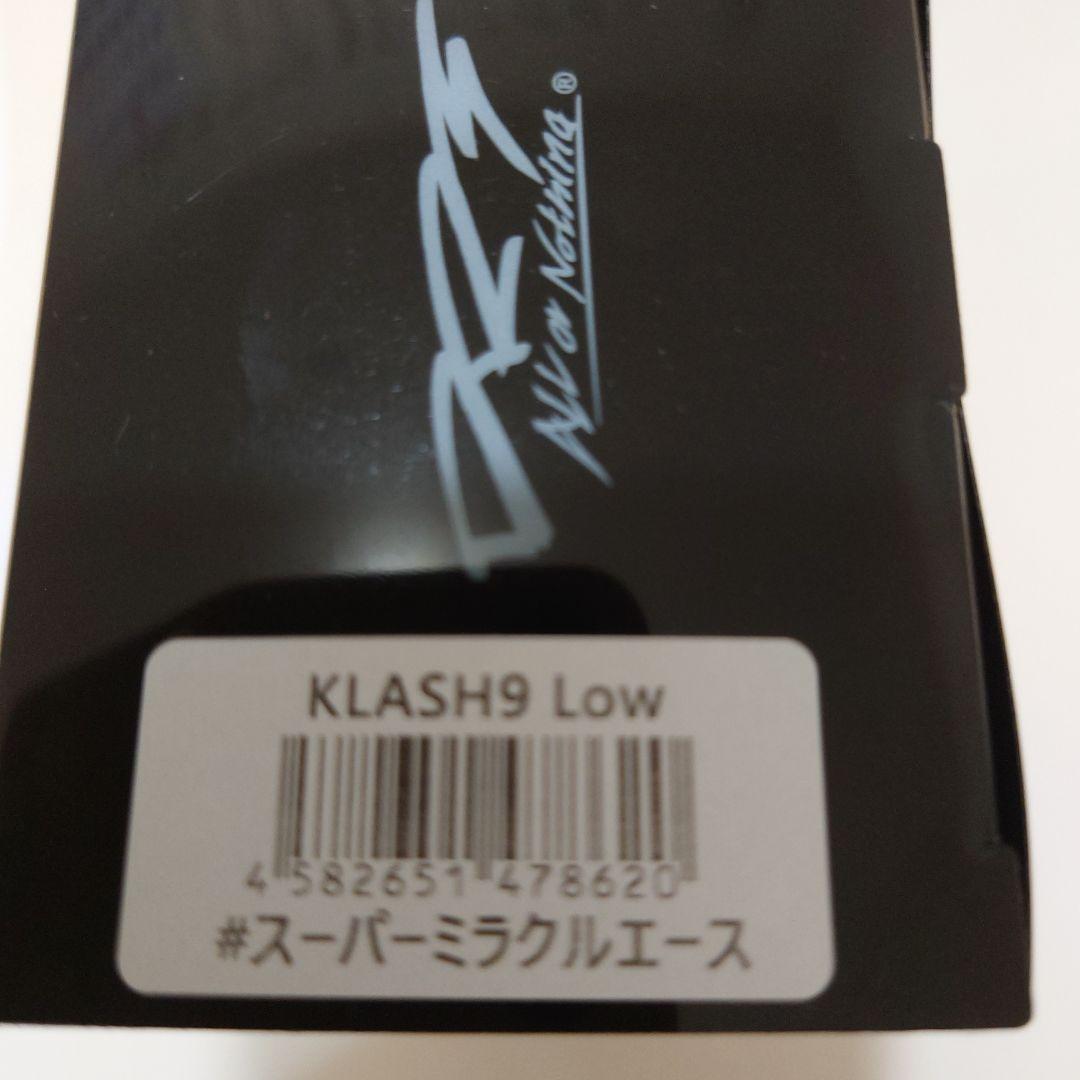 DRT
All or Nothing
®
KLASH9 Low
4 582651 478620
#スーパーミラクルエース